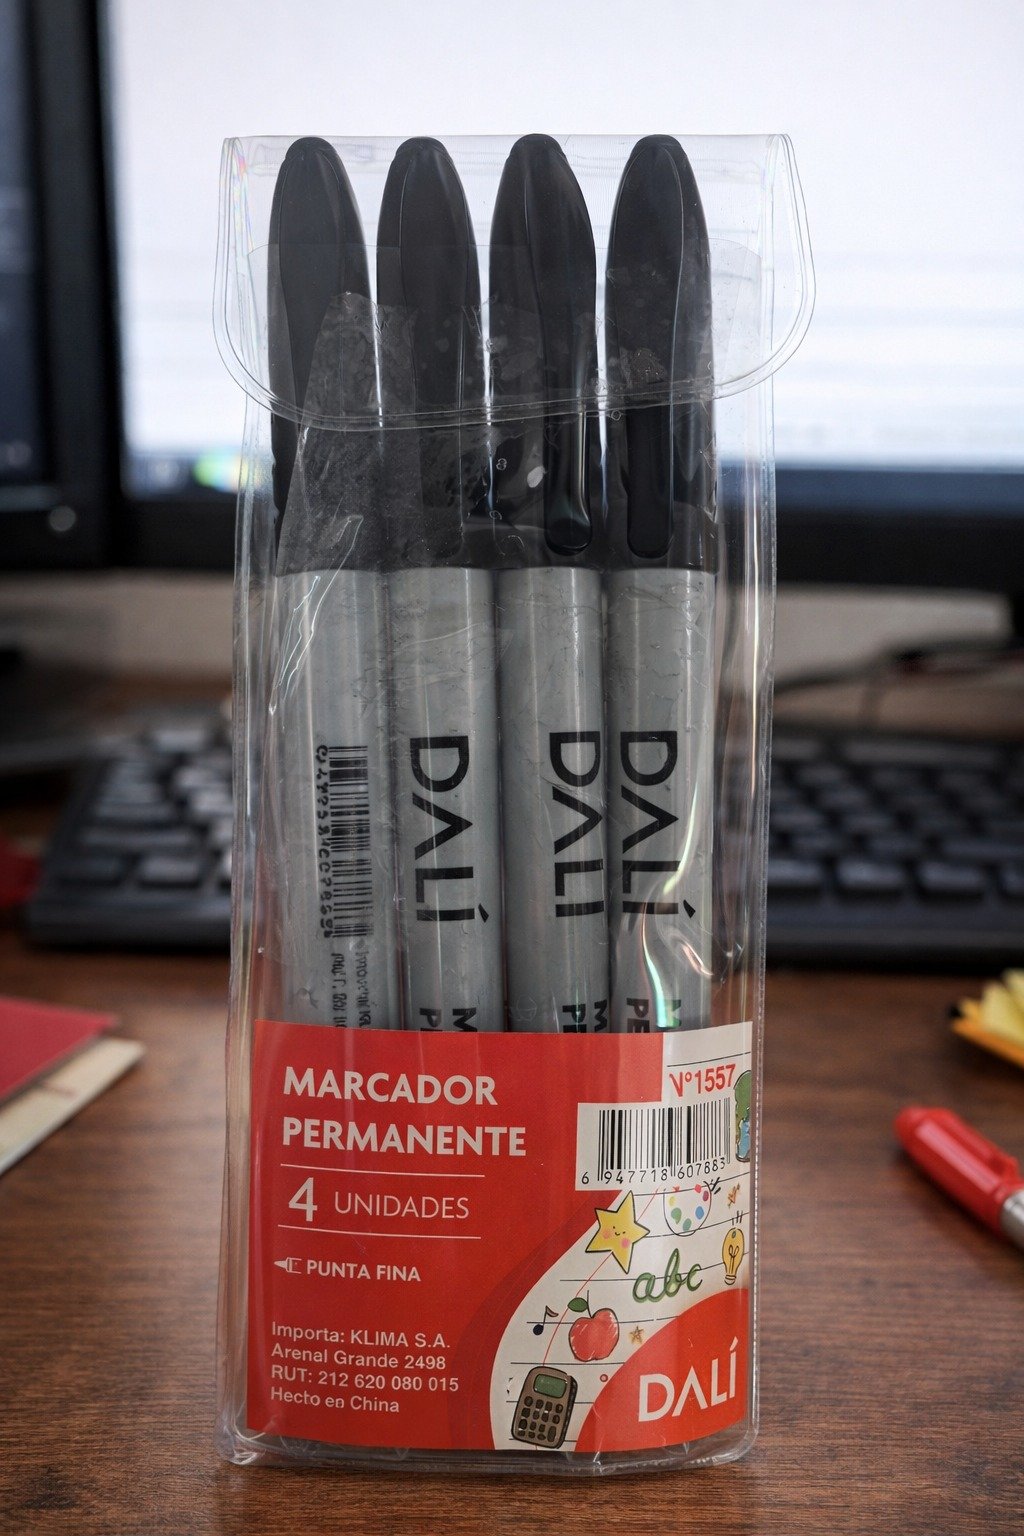 DALÍ
DALÍ
DALÍ
MARCADOR
PERMANENTE
4 UNIDADES
PUNTA FINA
Importa: KLIMA S.A.
Arenal Grande 2498
RUT: 212 620 080 015
Hecto en China
Nº1557
6 947718 607883
abc
DALÍ